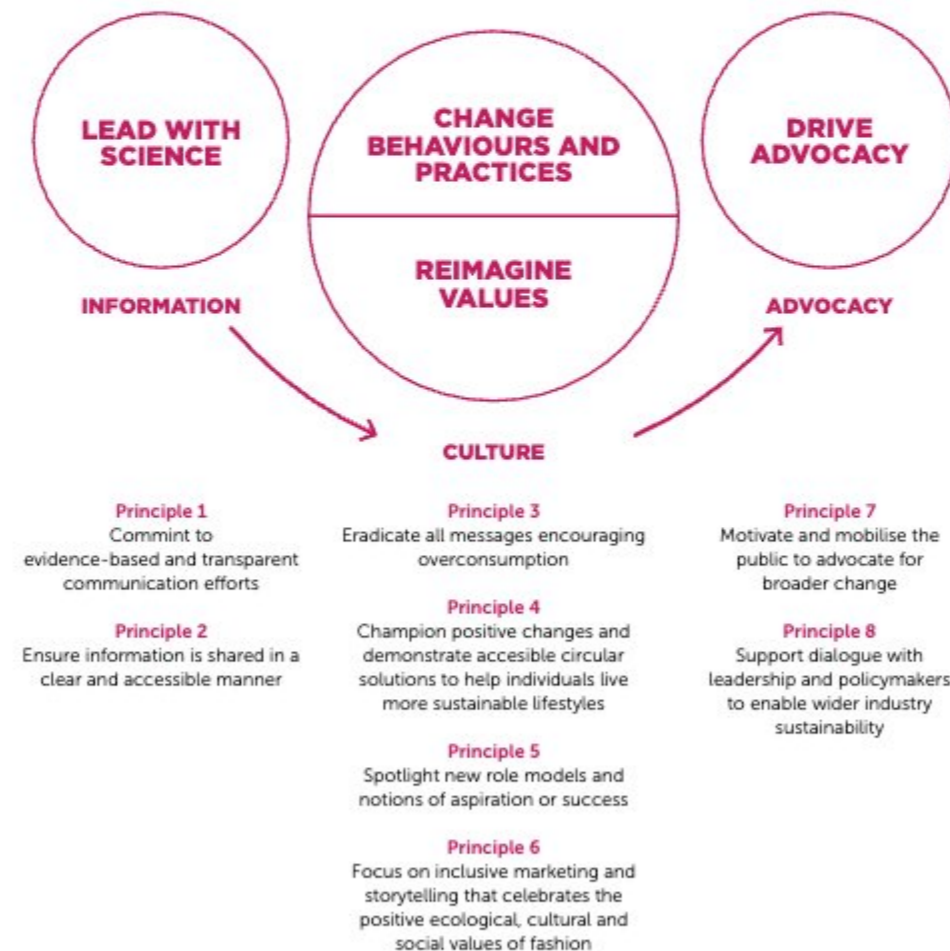 LEAD WITH
SCIENCE
CHANGE
BEHAVIOURS AND
PRACTICES
REIMAGINE
VALUES
DRIVE
ADVOCACY
INFORMATION
CULTURE
ADVOCACY
Principle 1
Commint to
evidence-based and transparent
communication efforts
Principle 2
Ensure information is shared in a
clear and accessible manner
Principle 3
Eradicate all messages encouraging
overconsumption
Principle 4
Champion positive changes and
demonstrate accesible circular
solutions to help individuals live
more sustainable lifestyles
Principle 5
Spotlight new role models and
notions of aspiration or success
Principle 6
Focus on inclusive marketing and
storytelling that celebrates the
positive ecological, cultural and
social values of fashion
Principle 7
Motivate and mobilise the
public to advocate for
broader change
Principle 8
Support dialogue with
leadership and policymakers
to enable wider industry
sustainability